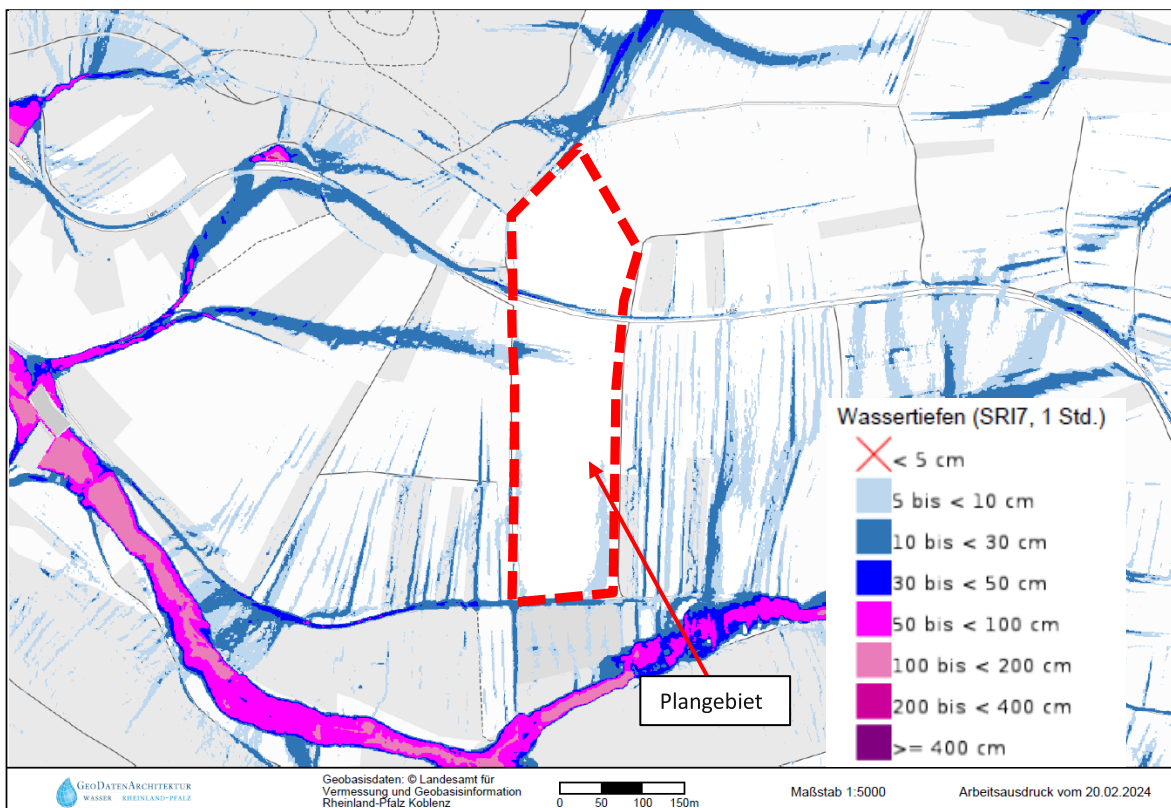 Wassertiefen (SRI7, 1 Std.)
< 5 cm
5 bis < 10 cm
10 bis < 30 cm
30 bis < 50 cm
50 bis < 100 cm
100 bis < 200 cm
200 bis < 400 cm
>= 400 cm
Plangebiet
GEODATENARCHITEKTUR
WASSER RHEINLAND-PFALZ
Geobasisdaten: © Landesamt für
Vermessung und Geobasisinformation
Rheinland-Pfalz Koblenz
0 50 100 150m
Maßstab 1:5000
Arbeitsausdruck vom 20.02.2024